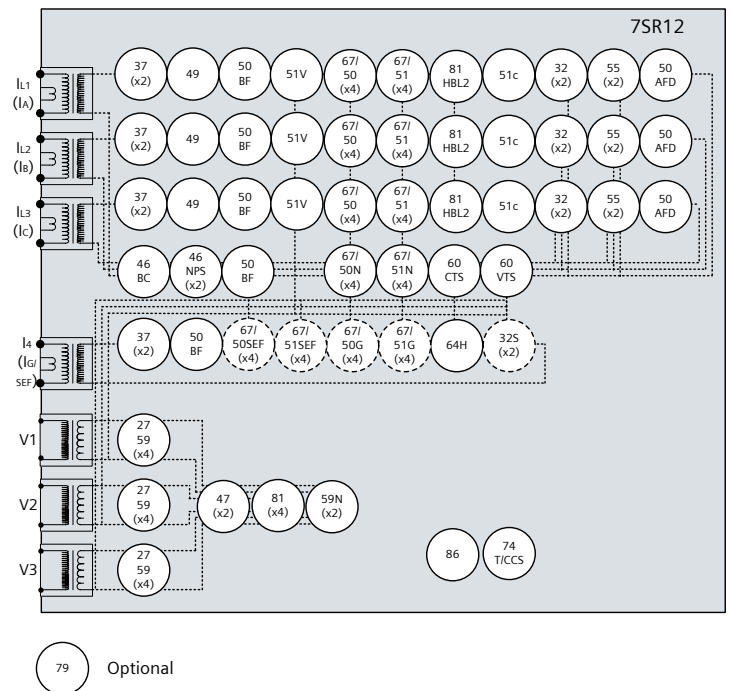 7SR12
IL1
(IA)
37
(x2)
49
50
BF
51V
67/
50
(x4)
67/
51
(x4)
81
HBL2
51c
32
(x2)
55
(x2)
50
AFD
IL2
(IB)
37
(x2)
49
50
BF
51V
67/
50
(x4)
67/
51
(x4)
81
HBL2
51c
32
(x2)
55
(x2)
50
AFD
IL3
(IC)
37
(x2)
49
50
BF
51V
67/
50
(x4)
67/
51
(x4)
81
HBL2
51c
32
(x2)
55
(x2)
50
AFD
46
BC
46
NPS
(x2)
50
BF
67/
50N
(x4)
67/
51N
(x4)
60
CTS
60
VTS
I4
(IG/
SEF)
37
(x2)
50
BF
67/
50SEF
(x4)
67/
51SEF
(x4)
67/
50G
(x4)
67/
51G
(x4)
64H
32S
(x2)
V1
27
59
(x4)
V2
27
59
(x4)
47
(x2)
81
(x4)
59N
(x2)
V3
27
59
(x4)
86
74
T/CCS
79
Optional